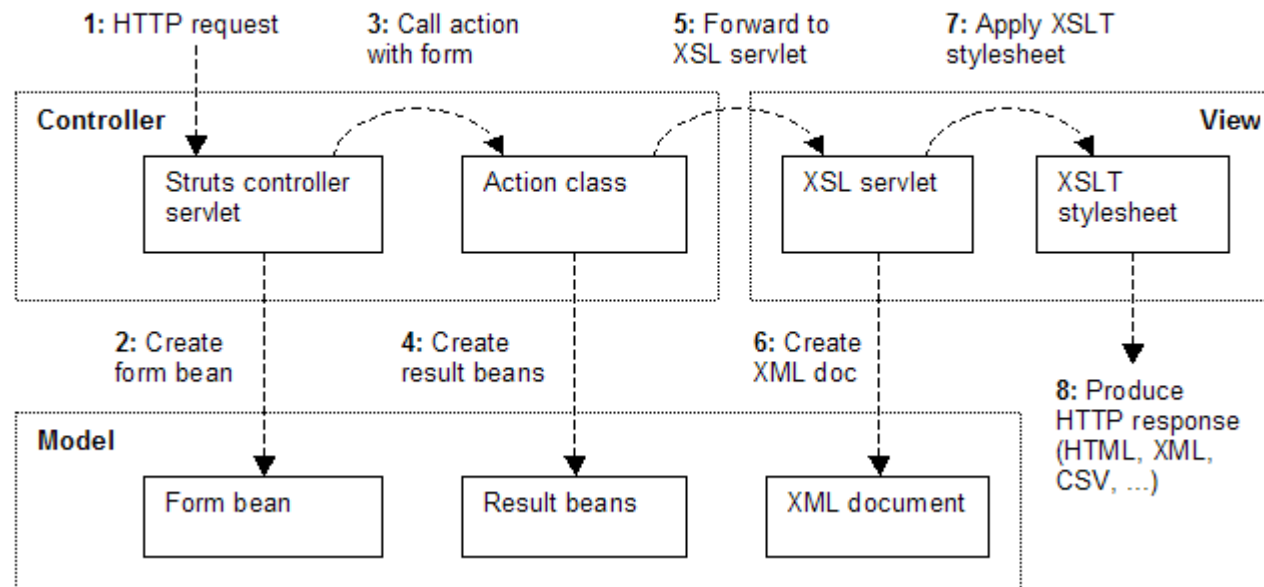 1: HTTP request
3: Call action
with form
5: Forward to
XSL servlet
7: Apply XSLT
stylesheet
Controller
View
Struts controller
servlet
Action class
XSL servlet
XSLT
stylesheet
2: Create
form bean
4: Create
result beans
6: Create
XML doc
8: Produce
HTTP response
(HTML, XML,
CSV, ...)
Model
Form bean
Result beans
XML document